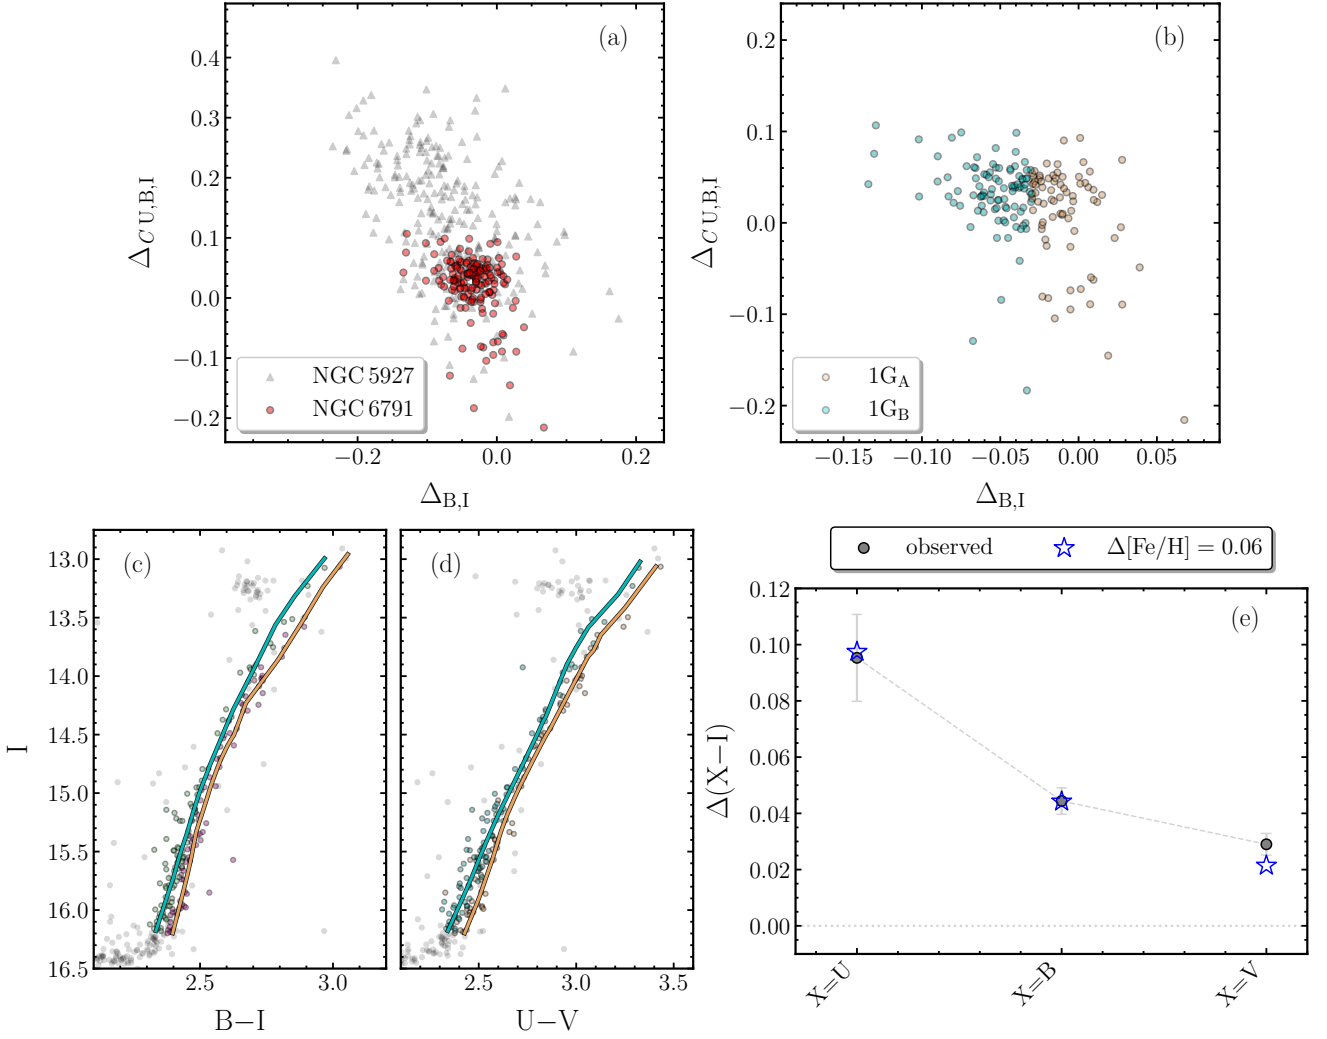 (a)
0.4
0.3
0.2
0.1
0.0
−0.1
−0.2
Δ_C U,B,I
NGC 5927
NGC 6791
−0.2
0.0
0.2
Δ_B,I
(b)
0.2
0.1
0.0
−0.1
−0.2
Δ_C U,B,I
1G_A
1G_B
−0.15
−0.10
−0.05
0.00
0.05
Δ_B,I
(c)
13.0
13.5
14.0
14.5
15.0
15.5
16.0
16.5
I
2.5
3.0
B−I
(d)
2.5
3.0
3.5
U−V
observed
Δ[Fe/H] = 0.06
(e)
0.12
0.10
0.08
0.06
0.04
0.02
0.00
Δ(X−I)
X=U
X=B
X=V